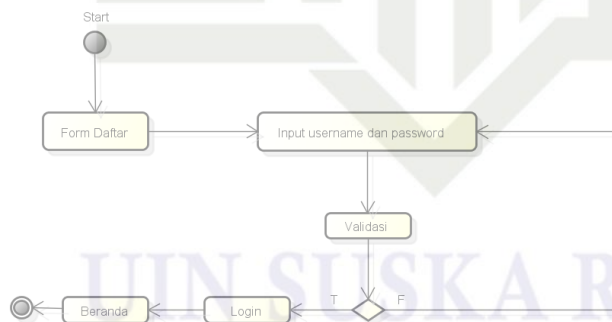 Start
Form Daftar
Input username dan password
Validasi
T
F
Beranda
Login
UIN SUSKA R